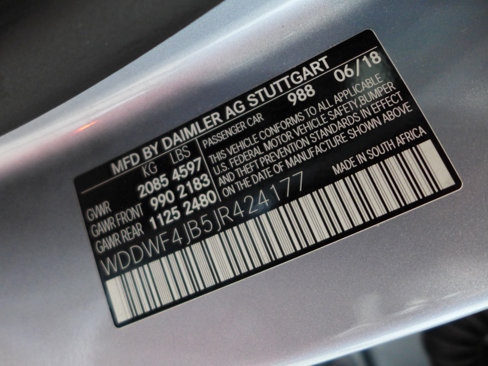 MFD BY DAIMLER AG STUTTGART
KG LBS PASSENGER CAR 988 06/18
GVWR 2085 4597 THIS VEHICLE CONFORMS TO ALL APPLICABLE
GAWR FRONT 990 2183 U.S. FEDERAL MOTOR VEHICLE SAFETY, BUMPER
GAWR REAR 1125 2480 AND THEFT PREVENTION STANDARDS IN EFFECT
ON THE DATE OF MANUFACTURE SHOWN ABOVE
WDDWF4JB5JR424177 MADE IN SOUTH AFRICA